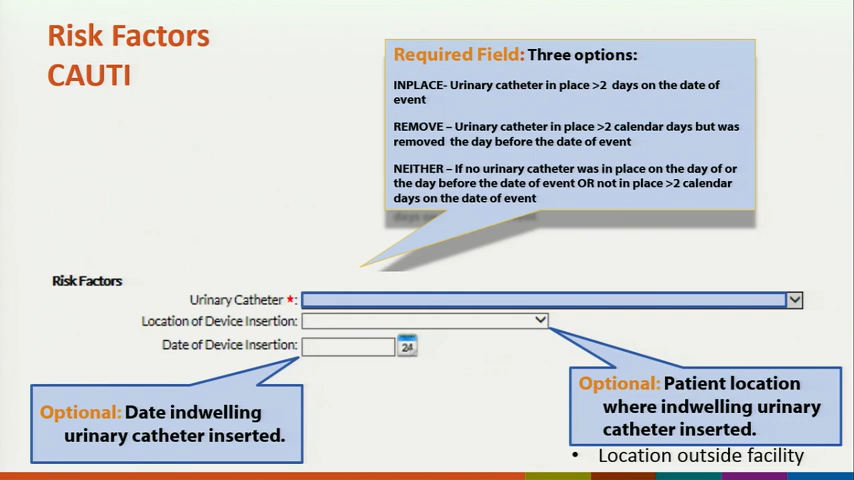 Risk Factors
CAUTI
Required Field: Three options:
INPLACE- Urinary catheter in place >2 days on the date of
event
REMOVE – Urinary catheter in place >2 calendar days but was
removed the day before the date of event
NEITHER – If no urinary catheter was in place on the day of or
the day before the date of event OR not in place >2 calendar
days on the date of event
Risk Factors
Urinary Catheter *:
Location of Device Insertion:
Date of Device Insertion:
24
Optional: Date indwelling
urinary catheter inserted.
Optional: Patient location
where indwelling urinary
catheter inserted.
• Location outside facility